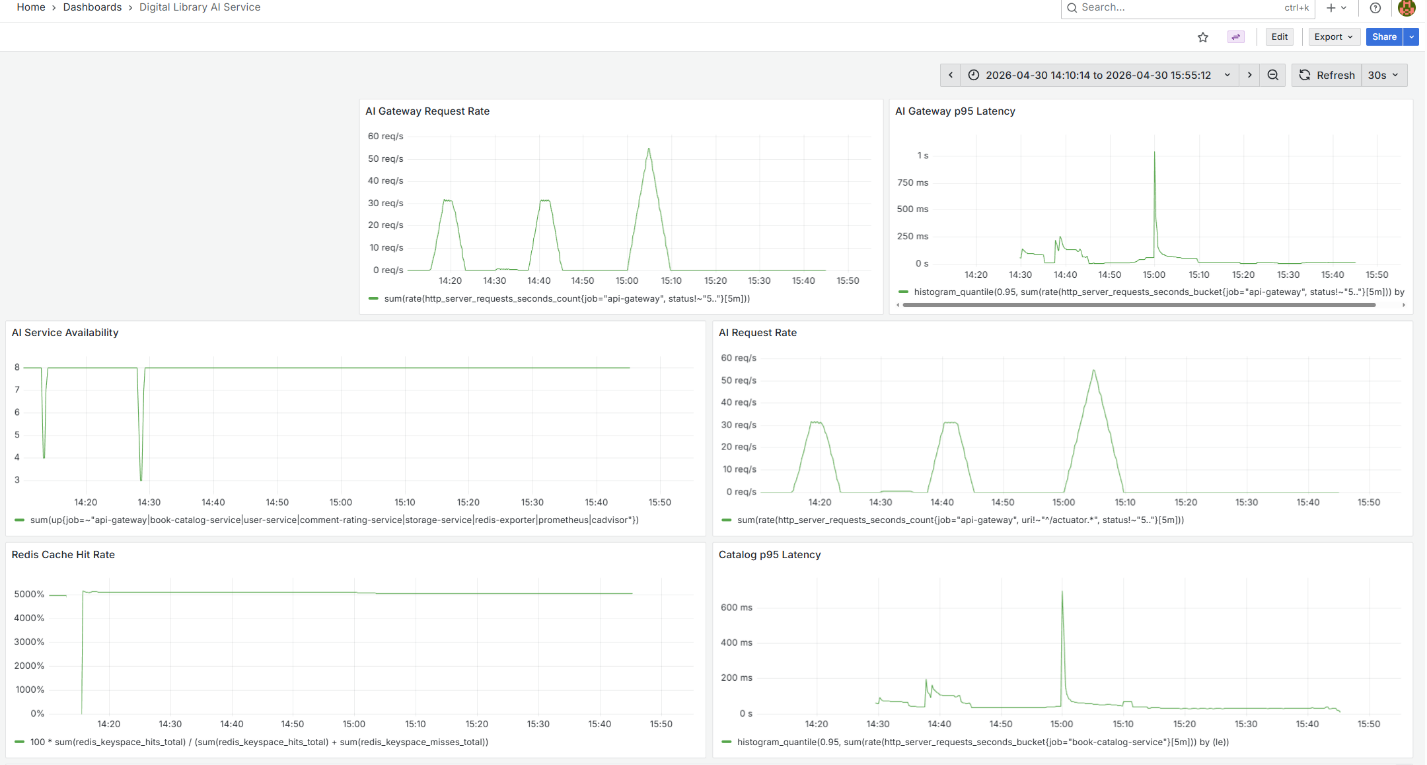 Home › Dashboards › Digital Library AI Service
Search... ctrl+k
Edit Export Share
2026-04-30 14:10:14 to 2026-04-30 15:55:12 Refresh 30s
AI Gateway Request Rate
60 req/s
50 req/s
40 req/s
30 req/s
20 req/s
10 req/s
0 req/s
14:20 14:30 14:40 14:50 15:00 15:10 15:20 15:30 15:40 15:50
sum(rate(http_server_requests_seconds_count{job="api-gateway", status!~"5.."}[5m]))
AI Gateway p95 Latency
1 s
750 ms
500 ms
250 ms
0 s
14:20 14:30 14:40 14:50 15:00 15:10 15:20 15:30 15:40 15:50
histogram_quantile(0.95, sum(rate(http_server_requests_seconds_bucket{job="api-gateway", status!~"5.."}[5m])) by
AI Service Availability
8
7
6
5
4
3
14:20 14:30 14:40 14:50 15:00 15:10 15:20 15:30 15:40 15:50
sum(up{job=~"api-gateway|book-catalog-service|user-service|comment-rating-service|storage-service|redis-exporter|prometheus|cadvisor"})
AI Request Rate
60 req/s
50 req/s
40 req/s
30 req/s
20 req/s
10 req/s
0 req/s
14:20 14:30 14:40 14:50 15:00 15:10 15:20 15:30 15:40 15:50
sum(rate(http_server_requests_seconds_count{job="api-gateway", uri!~"^/actuator.*", status!~"5.."}[5m]))
Redis Cache Hit Rate
5000%
4000%
3000%
2000%
1000%
0%
14:20 14:30 14:40 14:50 15:00 15:10 15:20 15:30 15:40 15:50
100 * sum(redis_keyspace_hits_total) / (sum(redis_keyspace_hits_total) + sum(redis_keyspace_misses_total))
Catalog p95 Latency
600 ms
400 ms
200 ms
0 s
14:20 14:30 14:40 14:50 15:00 15:10 15:20 15:30 15:40 15:50
histogram_quantile(0.95, sum(rate(http_server_requests_seconds_bucket{job="book-catalog-service"}[5m])) by (le))